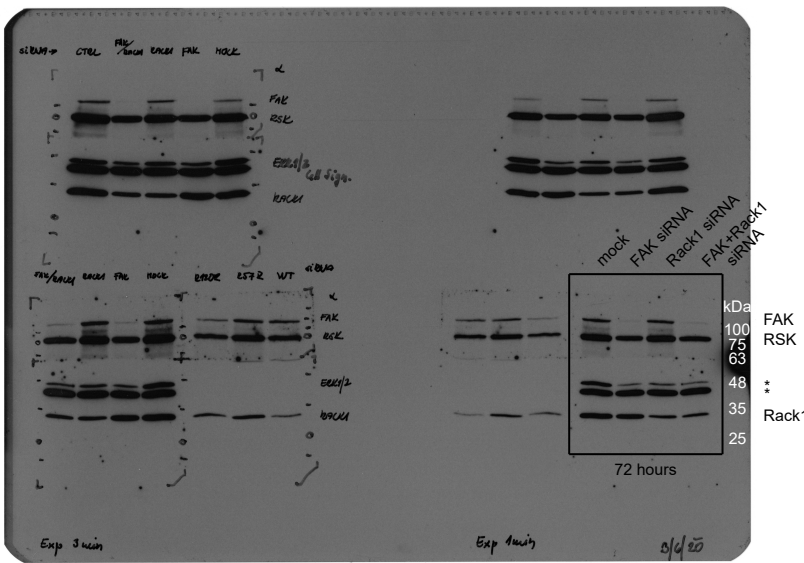 siRNA→ CTRL FAK/RACK1 RACK1 FAK MOCK
α
FAK
RSK
ERK1/2
Cell Sign.
RACK1
FAK/RACK1 RACK1 FAK MOCK WT siRNA
α
FAK
RSK
ERK1/2
RACK1
mock
FAK siRNA
Rack1 siRNA
FAK+Rack1
siRNA
kDa
100
75
63
48
35
25
FAK
RSK
*
*
Rack1
72 hours
Exp 3min
Exp 1min